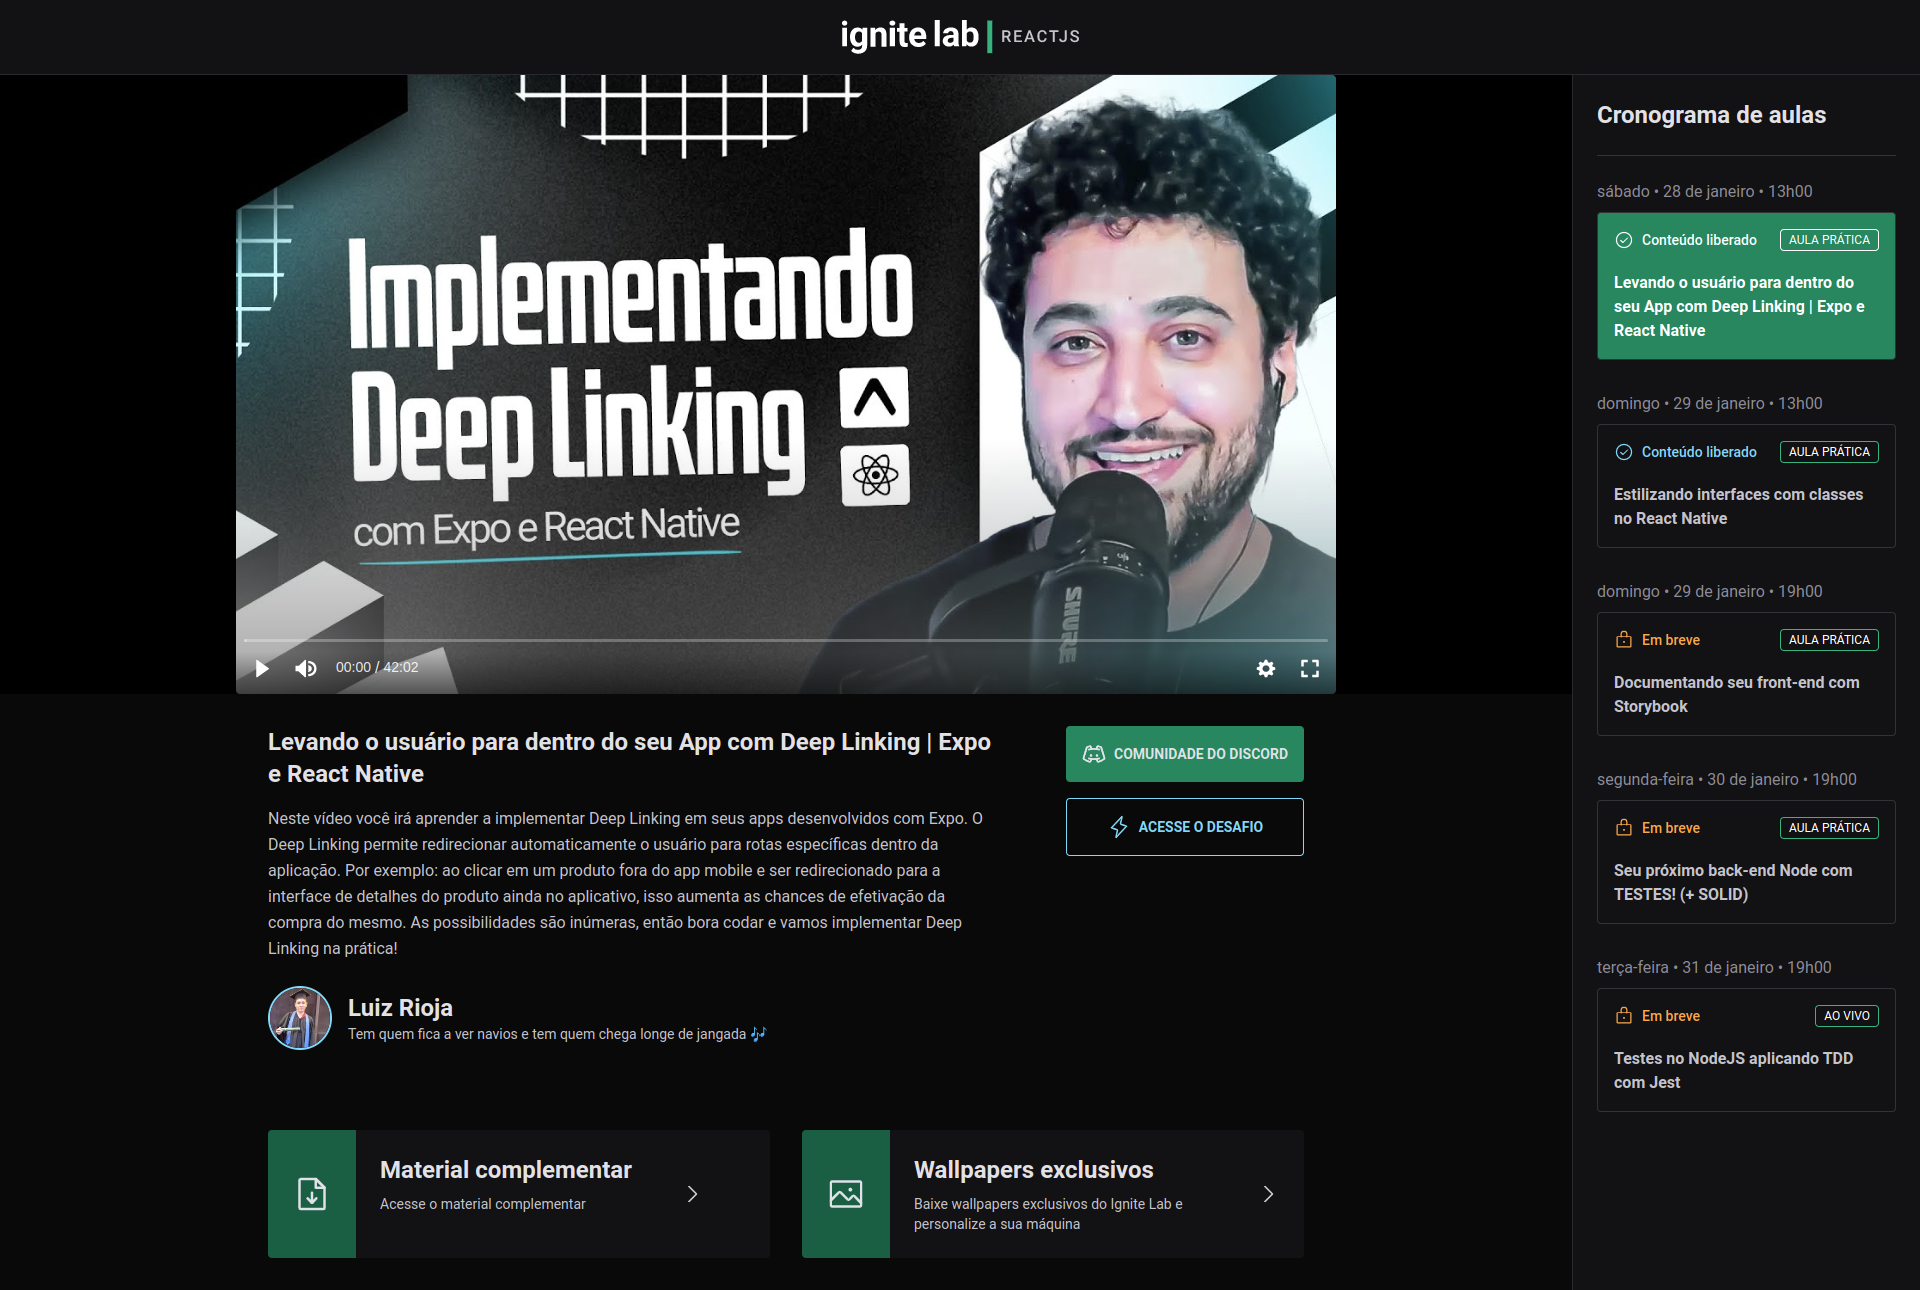 ignite lab REACTJS
Implementando
Deep Linking
com Expo e React Native
SHURE
00:00 / 42:02
Levando o usuário para dentro do seu App com Deep Linking | Expo
e React Native
Neste vídeo você irá aprender a implementar Deep Linking em seus apps desenvolvidos com Expo. O
Deep Linking permite redirecionar automaticamente o usuário para rotas específicas dentro da
aplicação. Por exemplo: ao clicar em um produto fora do app mobile e ser redirecionado para a
interface de detalhes do produto ainda no aplicativo, isso aumenta as chances de efetivação da
compra do mesmo. As possibilidades são inúmeras, então bora codar e vamos implementar Deep
Linking na prática!
COMUNIDADE DO DISCORD
ACESSE O DESAFIO
Luiz Rioja
Tem quem fica a ver navios e tem quem chega longe de jangada 🎶
Material complementar
Acesse o material complementar
Wallpapers exclusivos
Baixe wallpapers exclusivos do Ignite Lab e
personalize a sua máquina
Cronograma de aulas
sábado • 28 de janeiro • 13h00
Conteúdo liberado AULA PRÁTICA
Levando o usuário para dentro do
seu App com Deep Linking | Expo e
React Native
domingo • 29 de janeiro • 13h00
Conteúdo liberado AULA PRÁTICA
Estilizando interfaces com classes
no React Native
domingo • 29 de janeiro • 19h00
Em breve AULA PRÁTICA
Documentando seu front-end com
Storybook
segunda-feira • 30 de janeiro • 19h00
Em breve AULA PRÁTICA
Seu próximo back-end Node com
TESTES! (+ SOLID)
terça-feira • 31 de janeiro • 19h00
Em breve AO VIVO
Testes no NodeJS aplicando TDD
com Jest